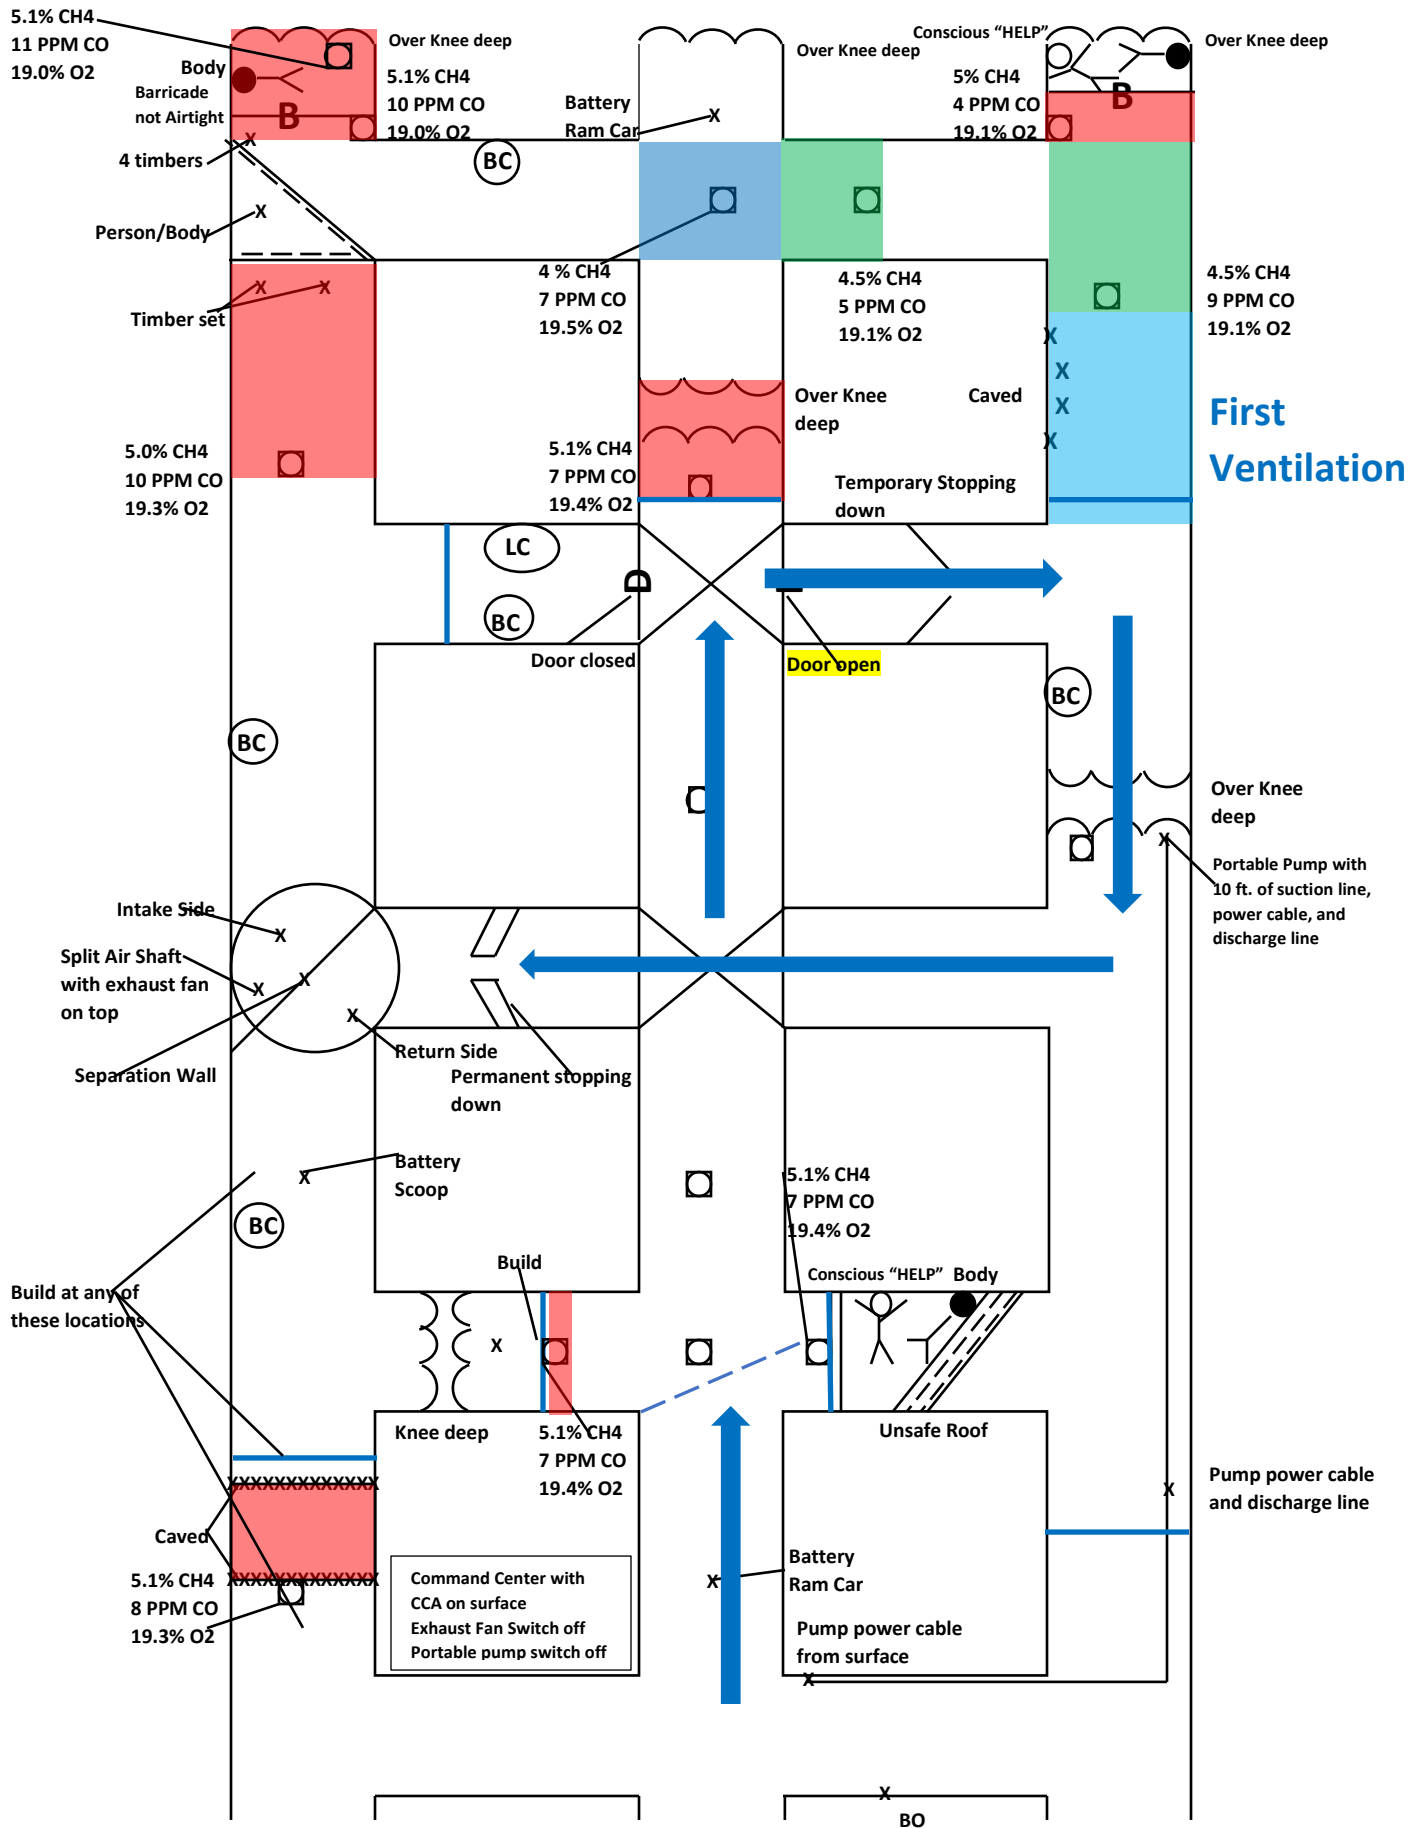 5.1% CH4
11 PPM CO
19.0% O2
Body
Barricade
not Airtight
B
4 timbers
Person/Body
X
X
Over Knee deep
5.1% CH4
10 PPM CO
19.0% O2
BC
Battery
Ram Car
X
Over Knee deep
Conscious “HELP”
5% CH4
4 PPM CO
19.1% O2
B
Over Knee deep
Timber set
X
X
4 % CH4
7 PPM CO
19.5% O2
4.5% CH4
5 PPM CO
19.1% O2
4.5% CH4
9 PPM CO
19.1% O2
X
X
X
X
First
Ventilation
Over Knee
deep
Caved
5.0% CH4
10 PPM CO
19.3% O2
5.1% CH4
7 PPM CO
19.4% O2
Temporary Stopping
down
LC
BC
D
Door closed
Door open
BC
BC
Over Knee
deep
X
Portable Pump with
10 ft. of suction line,
power cable, and
discharge line
Intake Side
X
Split Air Shaft
with exhaust fan
on top
X
X
X
Separation Wall
Return Side
Permanent stopping
down
Battery
Scoop
X
BC
5.1% CH4
7 PPM CO
19.4% O2
Build at any of
these locations
Build
X
Conscious “HELP”
Body
Knee deep
5.1% CH4
7 PPM CO
19.4% O2
Unsafe Roof
Pump power cable
and discharge line
X
XXXXXXXXXXXXX
Caved
XXXXXXXXXXXXX
5.1% CH4
8 PPM CO
19.3% O2
Command Center with
CCA on surface
Exhaust Fan Switch off
Portable pump switch off
X
Battery
Ram Car
Pump power cable
from surface
X
X
BO